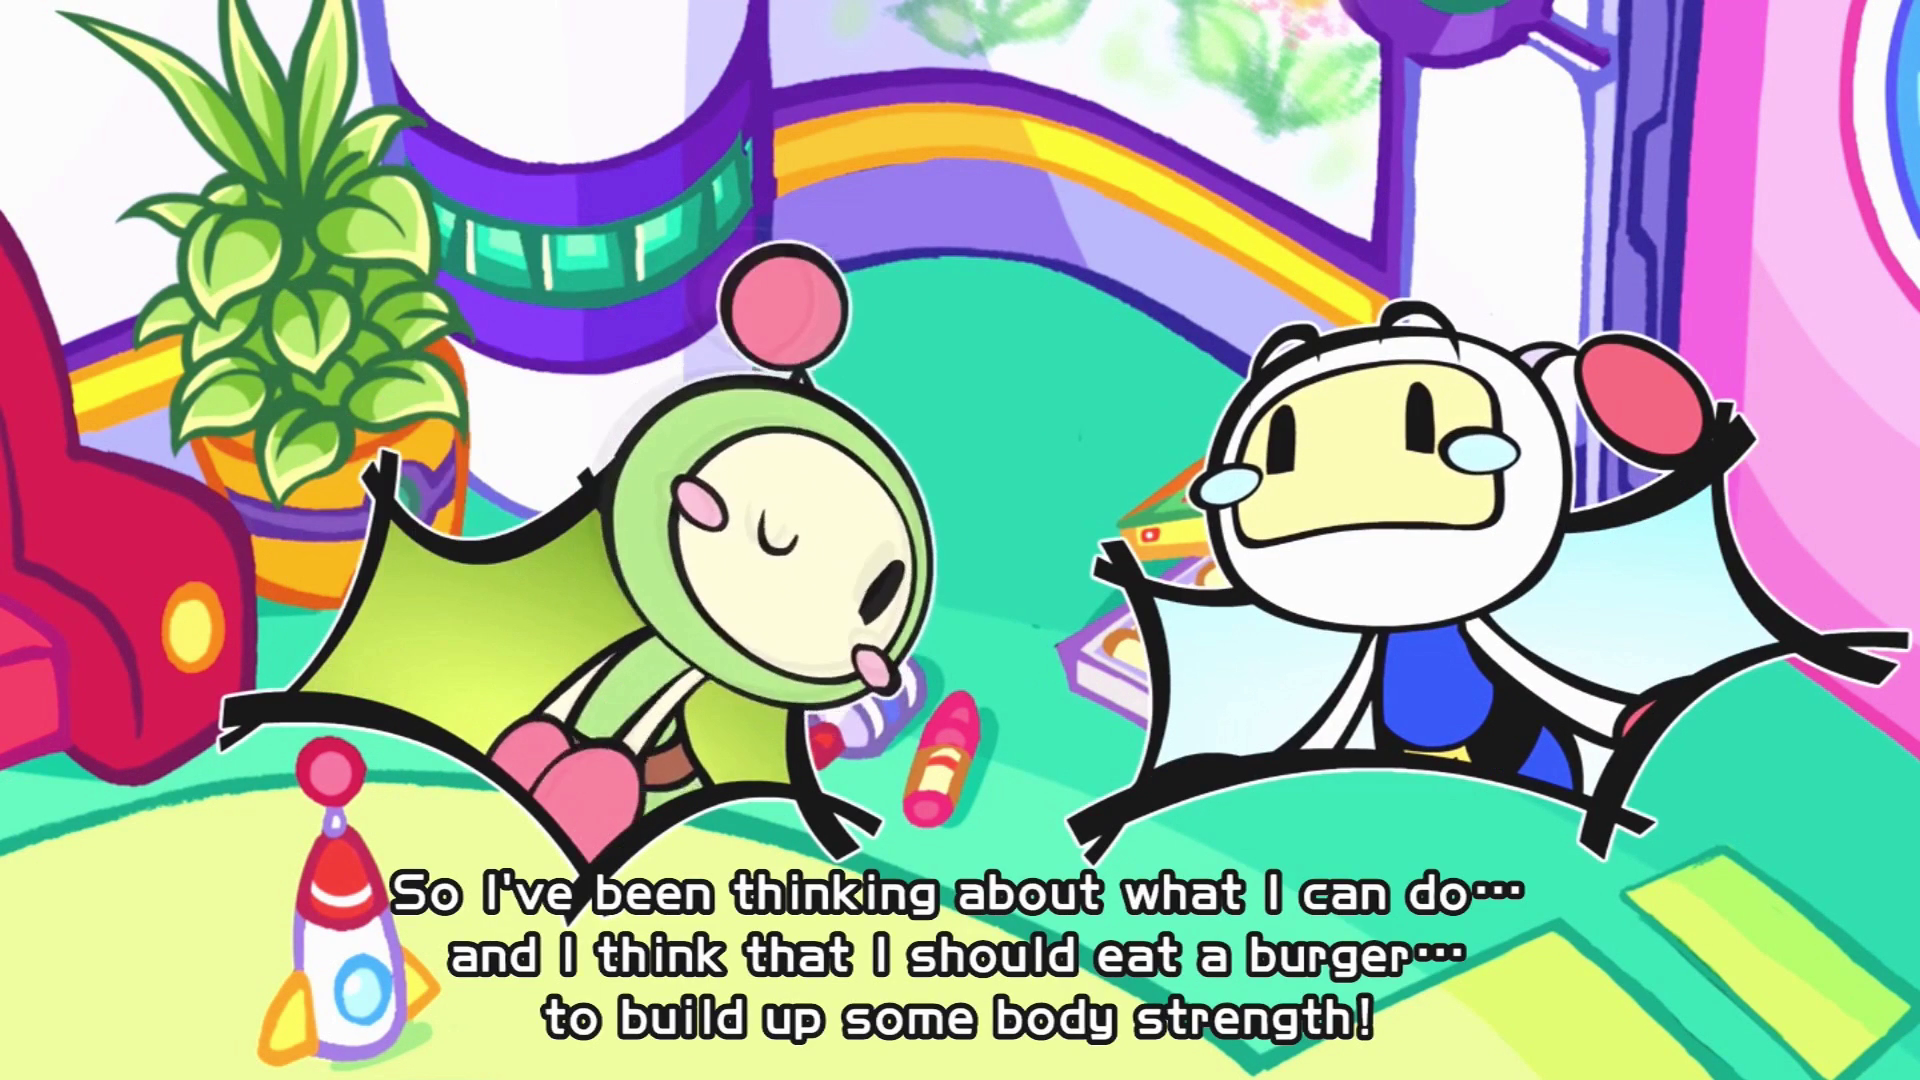 So I've been thinking about what I can do…
and I think that I should eat a burger…
to build up some body strength!